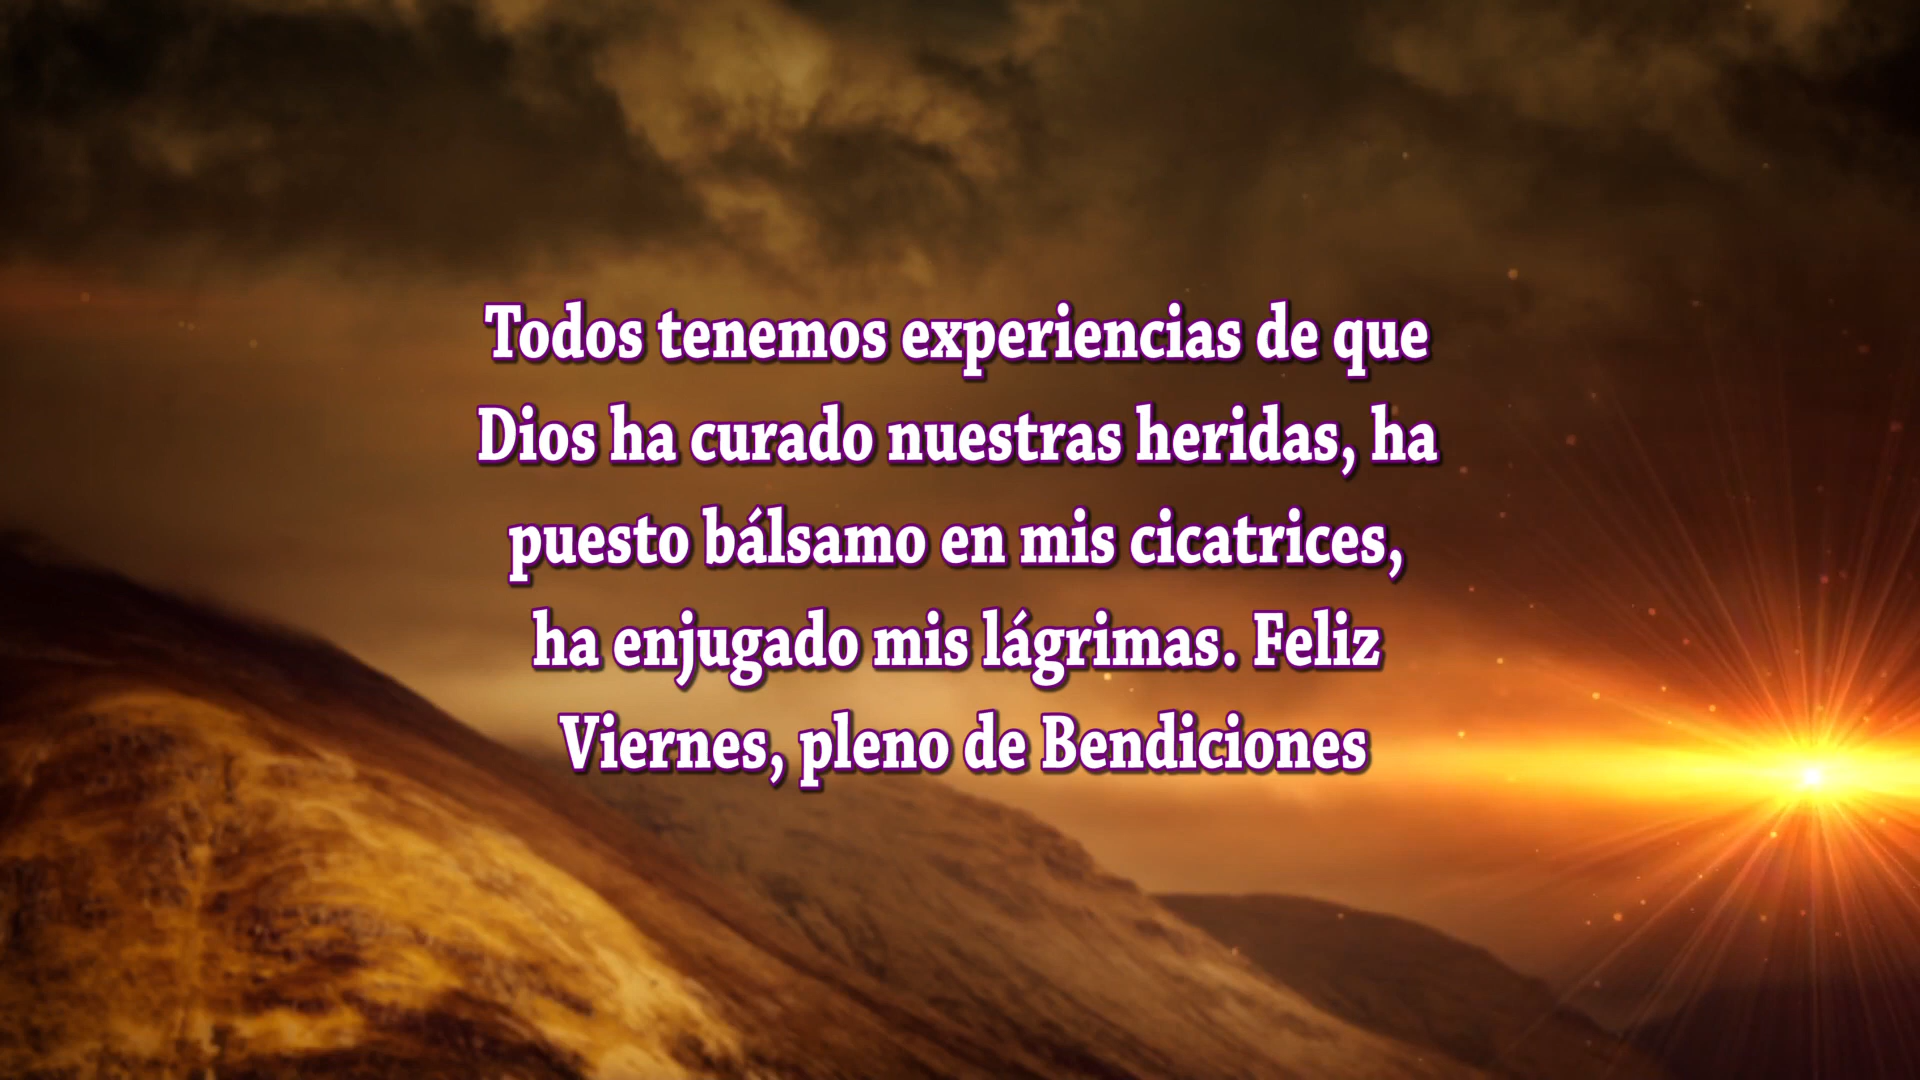 Todos tenemos experiencias de que
Dios ha curado nuestras heridas, ha
puesto bálsamo en mis cicatrices,
ha enjugado mis lágrimas. Feliz
Viernes, pleno de Bendiciones